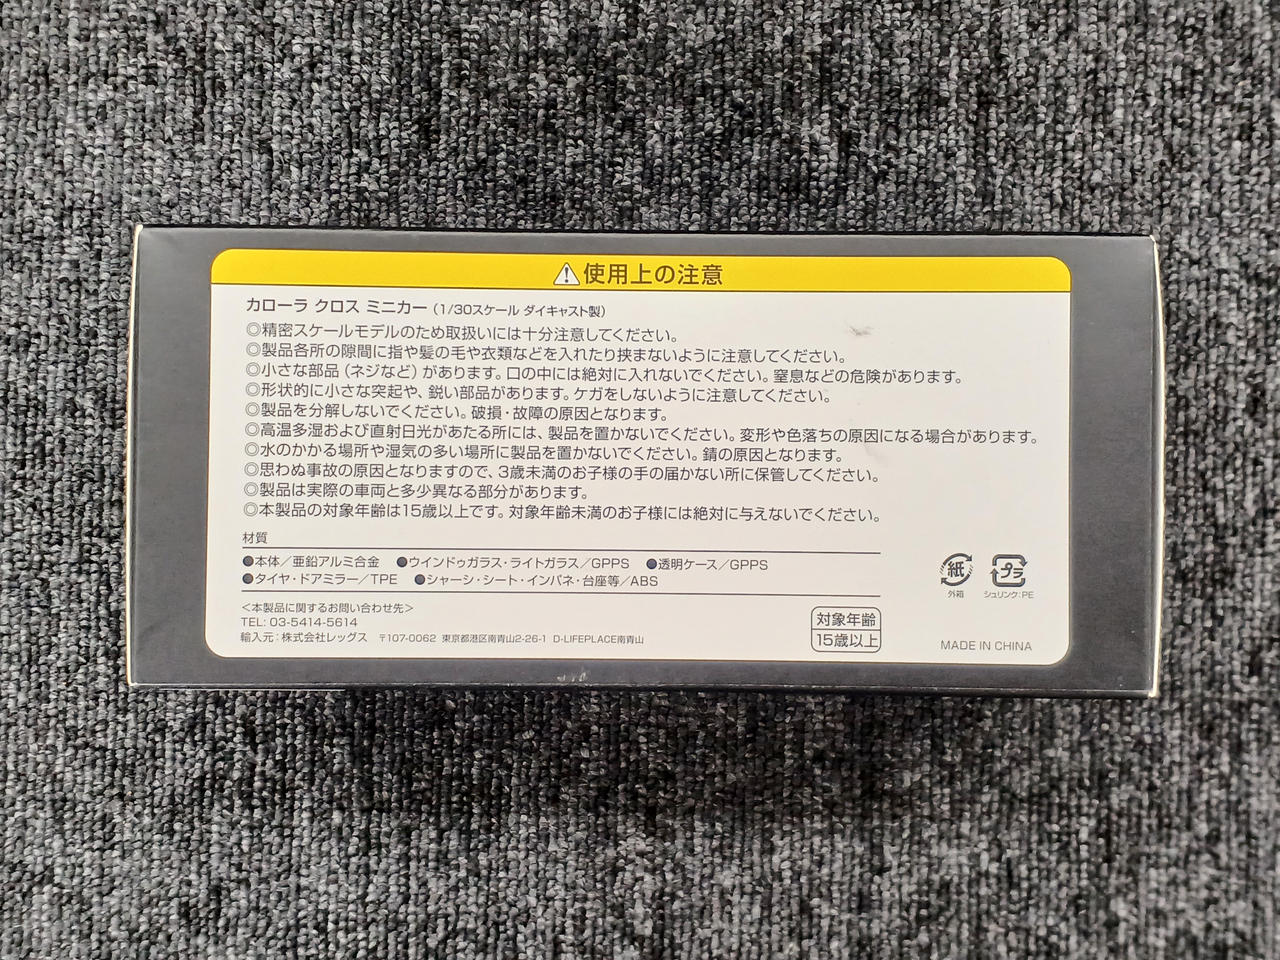 ⚠使用上の注意
カローラ クロス ミニカー(1/30スケール ダイキャスト製)
◎精密スケールモデルのため取扱いには十分注意してください。
◎製品各所の隙間に指や髪の毛や衣類などを入れたり挟まないように注意してください。
◎小さな部品(ネジなど)があります。口の中には絶対に入れないでください。窒息などの危険があります。
◎形状的に小さな突起や、鋭い部品があります。ケガをしないように注意してください。
◎製品を分解しないでください。破損・故障の原因となります。
◎高温多湿および直射日光があたる所には、製品を置かないでください。変形や色落ちの原因になる場合があります。
◎水のかかる場所や湿気の多い場所に製品を置かないでください。錆の原因となります。
◎思わぬ事故の原因となりますので、3歳未満のお子様の手の届かない所に保管してください。
◎製品は実際の車両と多少異なる部分があります。
◎本製品の対象年齢は15歳以上です。対象年齢未満のお子様には絶対に与えないでください。
材質
●本体/亜鉛アルミ合金 ●ウインドゥガラス・ライトガラス/GPPS ●透明ケース/GPPS
●タイヤ・ドアミラー/TPE ●シャーシ・シート・インパネ・台座等/ABS
<本製品に関するお問い合わせ先>
TEL: 03-5414-5614
輸入元:株式会社レッグス 〒107-0062 東京都港区南青山2-26-1 D-LIFEPLACE南青山
対象年齢
15歳以上
紙
外箱
プラ
シュリンク:PE
MADE IN CHINA